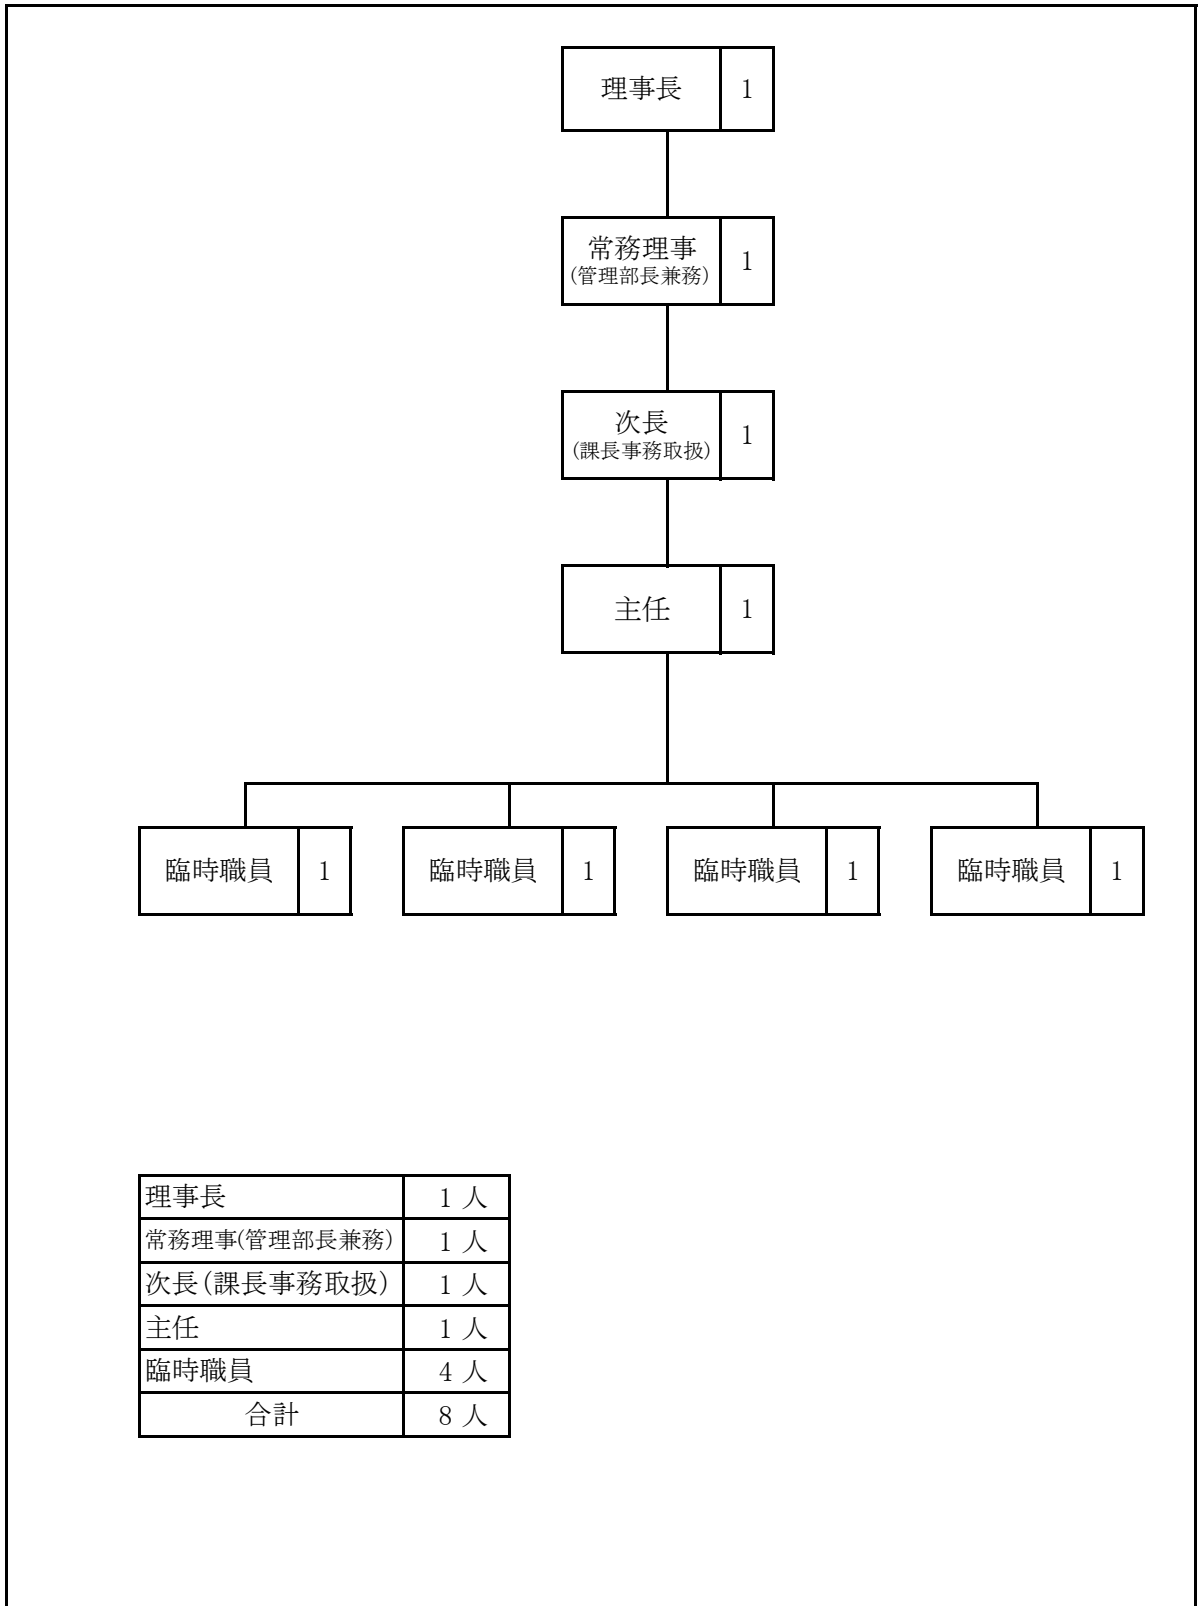 理事長 1
常務理事
(管理部長兼務) 1
次長
(課長事務取扱) 1
主任 1
臨時職員 1 臨時職員 1 臨時職員 1 臨時職員 1
理事長 1 人
常務理事(管理部長兼務) 1 人
次長(課長事務取扱) 1 人
主任 1 人
臨時職員 4 人
合計 8 人